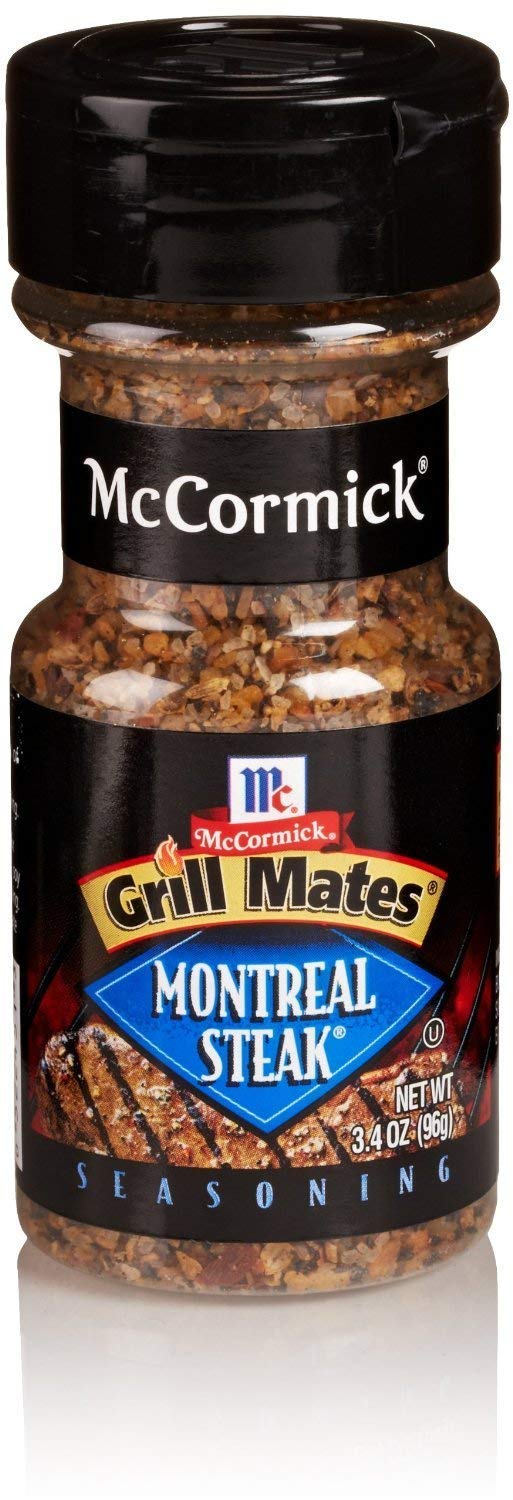 McCormick®
Mc®
McCormick®
Grill Mates®
MONTREAL
STEAK®
U
NET WT
3.4 OZ (96g)
SEASONING